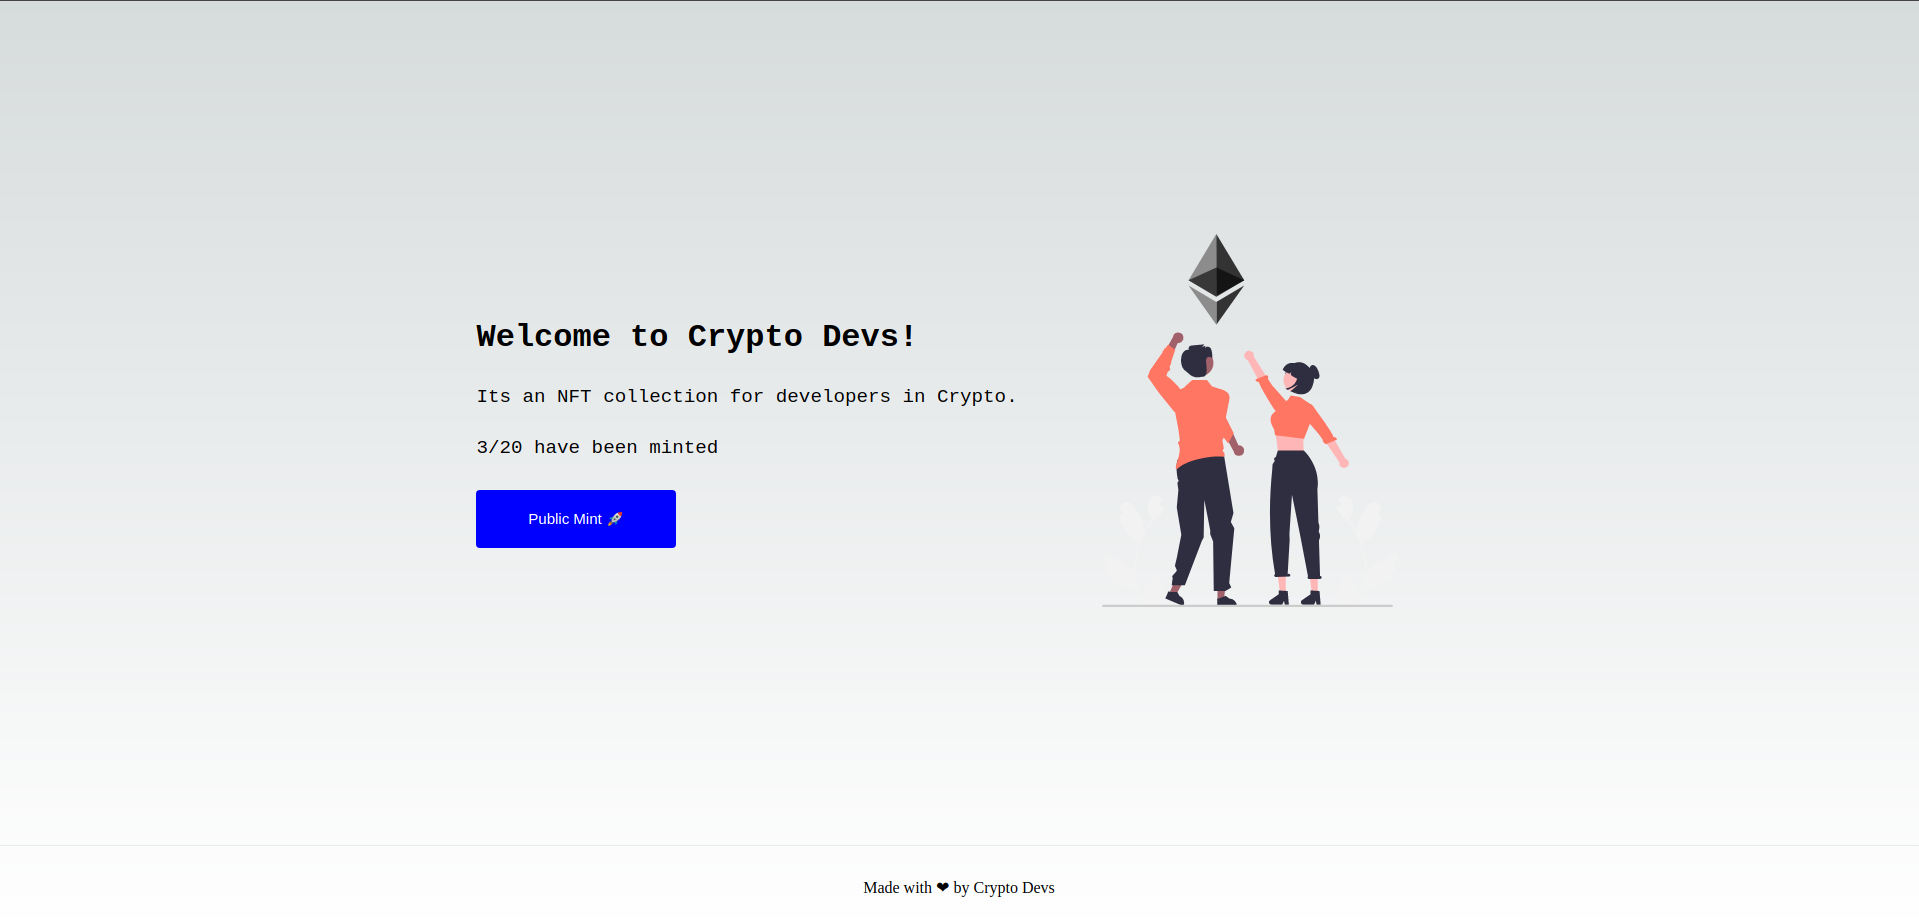 Welcome to Crypto Devs!
Its an NFT collection for developers in Crypto.
3/20 have been minted
Public Mint 🚀
Made with ❤ by Crypto Devs